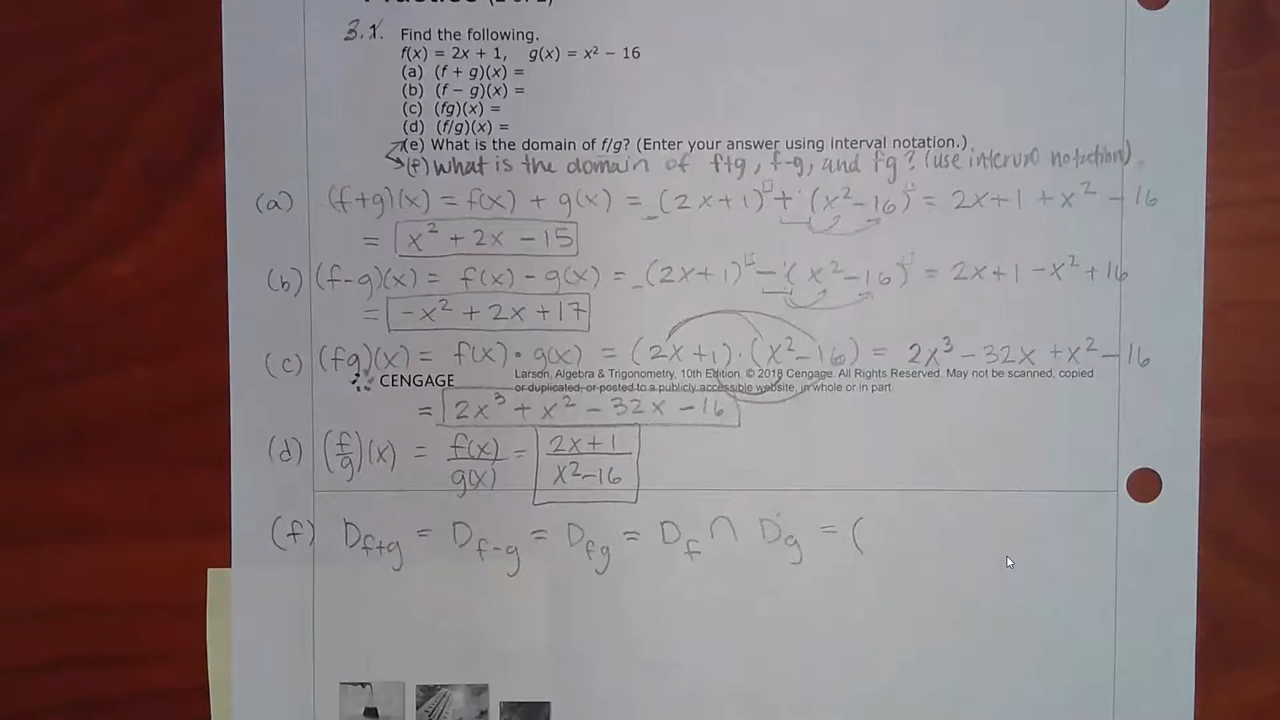 3.1. Find the following.
f(x) = 2x + 1, g(x) = x² − 16
(a) (f + g)(x) =
(b) (f − g)(x) =
(c) (fg)(x) =
(d) (f/g)(x) =
(e) What is the domain of f/g? (Enter your answer using interval notation.)
(f) What is the domain of f+g, f-g, and fg? (use interval notation).
(a) (f+g)(x) = f(x) + g(x) = (2x+1) + (x²-16) = 2x+1 + x² - 16
= x² + 2x - 15
(b) (f-g)(x) = f(x) - g(x) = (2x+1) - (x²-16) = 2x+1 - x² + 16
= -x² + 2x + 17
(c) (fg)(x) = f(x) • g(x) = (2x+1) · (x²-16) = 2x³ - 32x + x² - 16
CENGAGE Larson, Algebra & Trigonometry, 10th Edition. © 2018 Cengage. All Rights Reserved. May not be scanned, copied
or duplicated, or posted to a publicly accessible website, in whole or in part.
= 2x³ + x² - 32x - 16
(d) (f/g)(x) = f(x)/g(x) = 2x+1/x²-16
(f) D_f+g = D_f-g = D_fg = D_f ∩ D_g = (